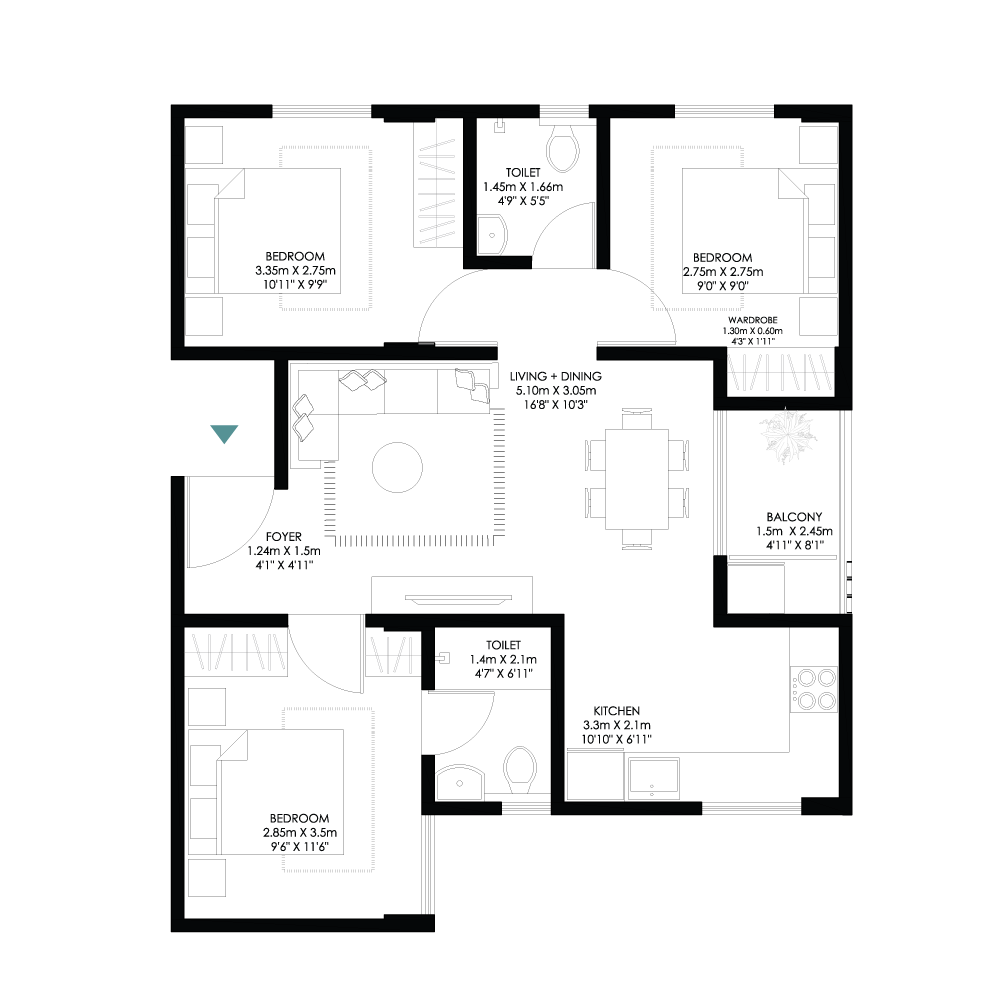 TOILET
1.45m X 1.66m
4'9" X 5'5"
BEDROOM
3.35m X 2.75m
10'11" X 9'9"
BEDROOM
2.75m X 2.75m
9'0" X 9'0"
WARDROBE
1.30m X 0.60m
4'3" X 1'11"
LIVING + DINING
5.10m X 3.05m
16'8" X 10'3"
BALCONY
1.5m X 2.45m
4'11" X 8'1"
FOYER
1.24m X 1.5m
4'1" X 4'11"
TOILET
1.4m X 2.1m
4'7" X 6'11"
KITCHEN
3.3m X 2.1m
10'10" X 6'11"
BEDROOM
2.85m X 3.5m
9'6" X 11'6"